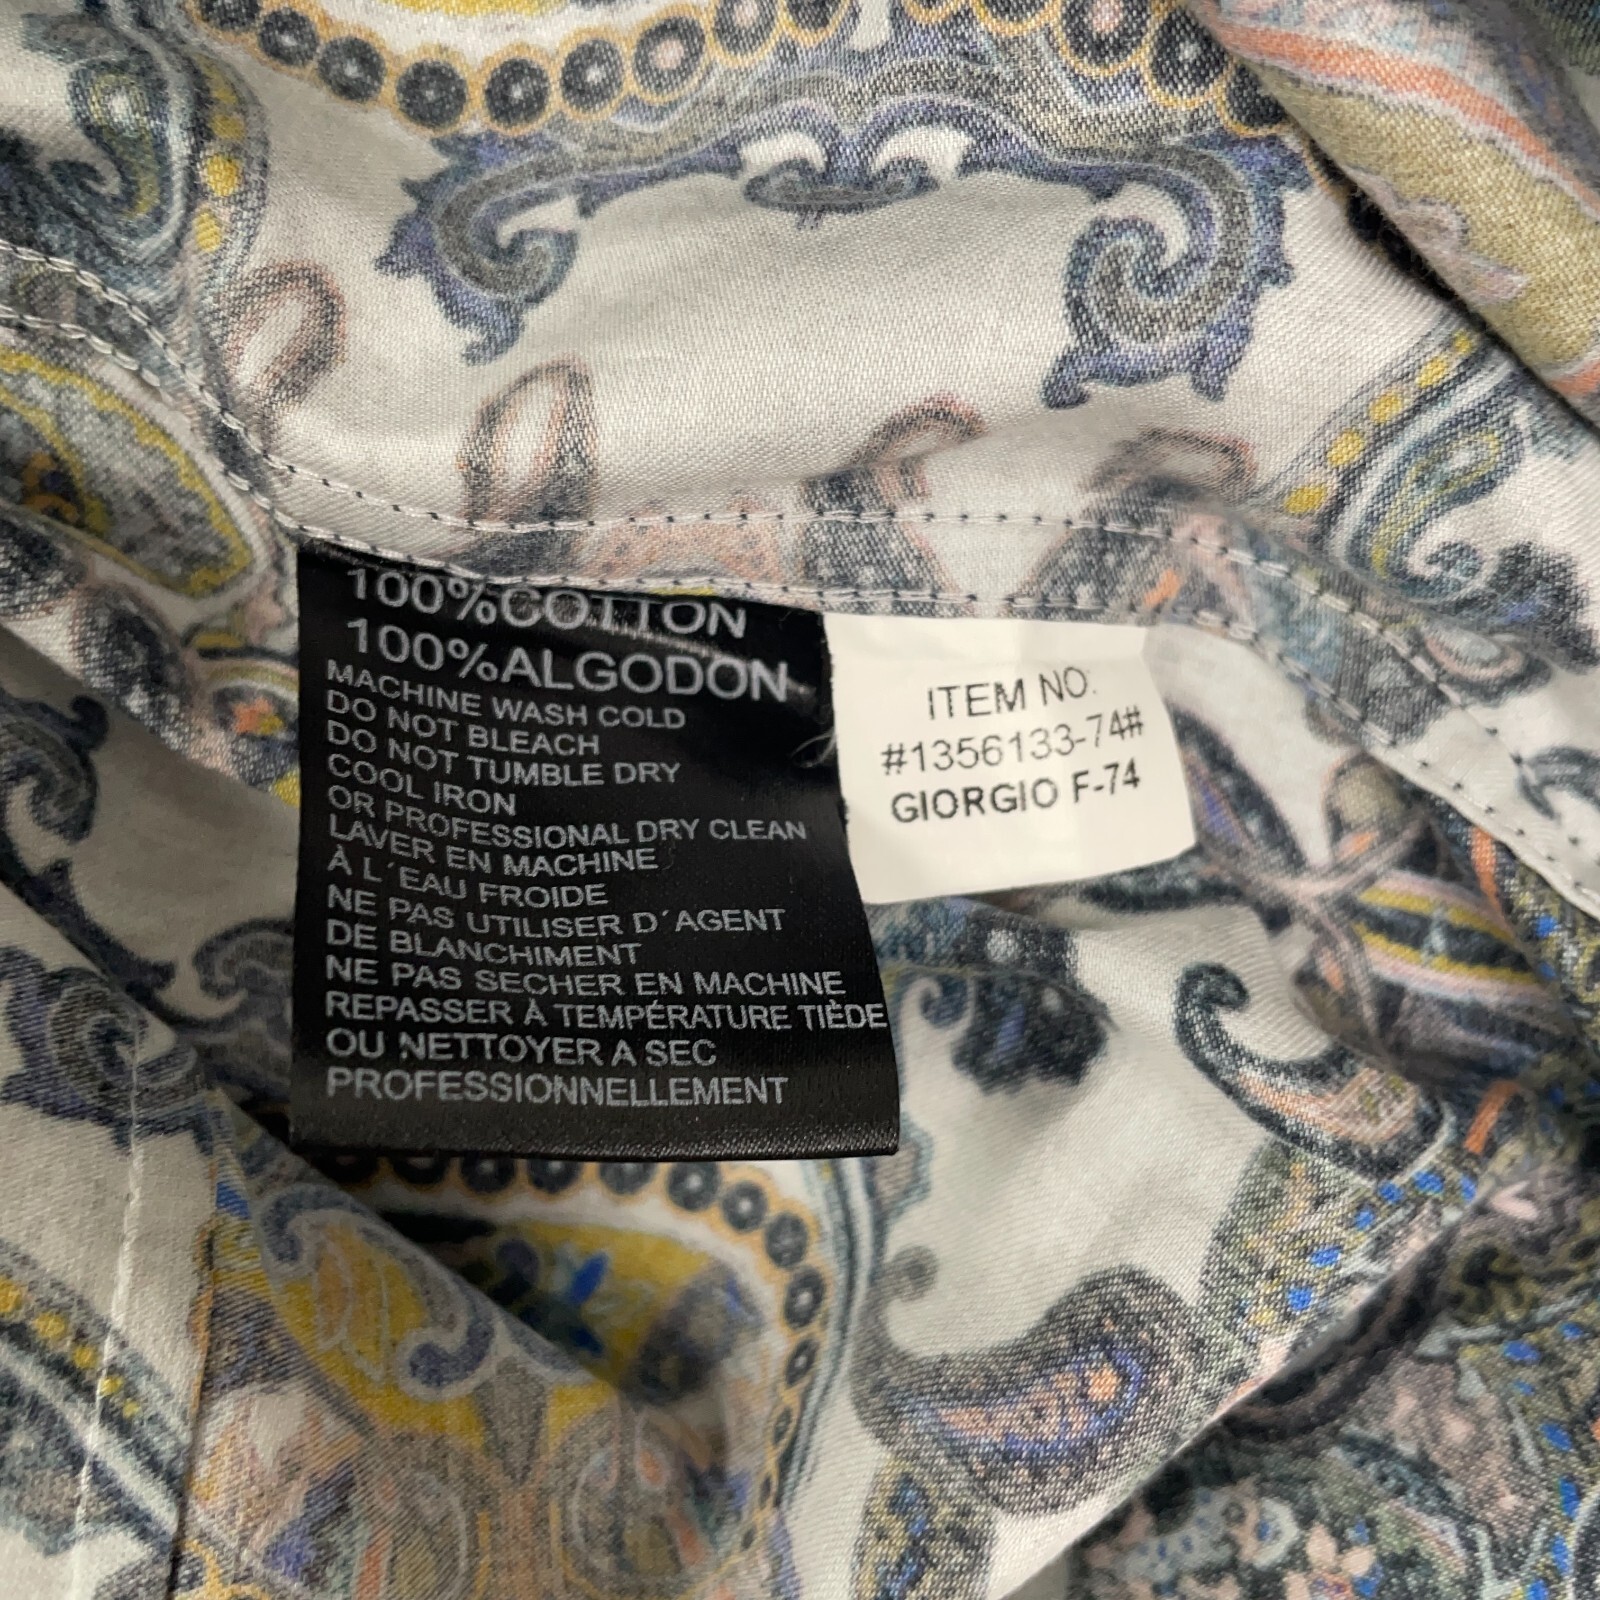 100%COTTON
100%ALGODON
MACHINE WASH COLD
DO NOT BLEACH
DO NOT TUMBLE DRY
COOL IRON
OR PROFESSIONAL DRY CLEAN
LAVER EN MACHINE
À L´EAU FROIDE
NE PAS UTILISER D´AGENT
DE BLANCHIMENT
NE PAS SECHER EN MACHINE
REPASSER À TEMPÉRATURE TIÈDE
OU NETTOYER A SEC
PROFESSIONNELLEMENT
ITEM NO:
#1356133-74#
GIORGIO F-74